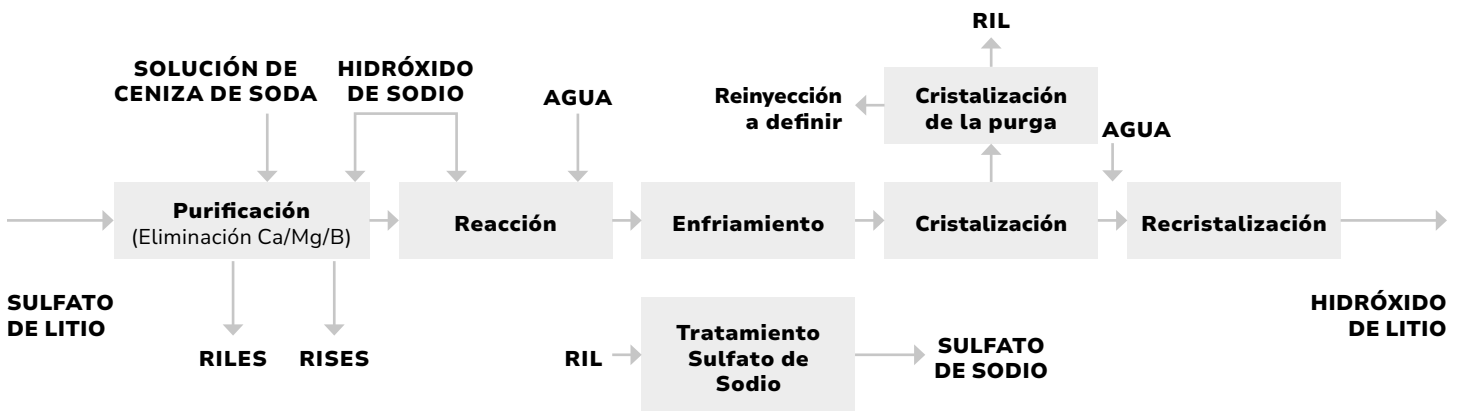 RIL
SOLUCIÓN DE
CENIZA DE SODA
HIDRÓXIDO
DE SODIO
AGUA
Reinyección
a definir
Cristalización
de la purga
AGUA
Purificación
(Eliminación Ca/Mg/B)
Reacción
Enfriamiento
Cristalización
Recristalización
SULFATO
DE LITIO
HIDRÓXIDO
DE LITIO
RILES
RISES
RIL
Tratamiento
Sulfato de
Sodio
SULFATO
DE SODIO